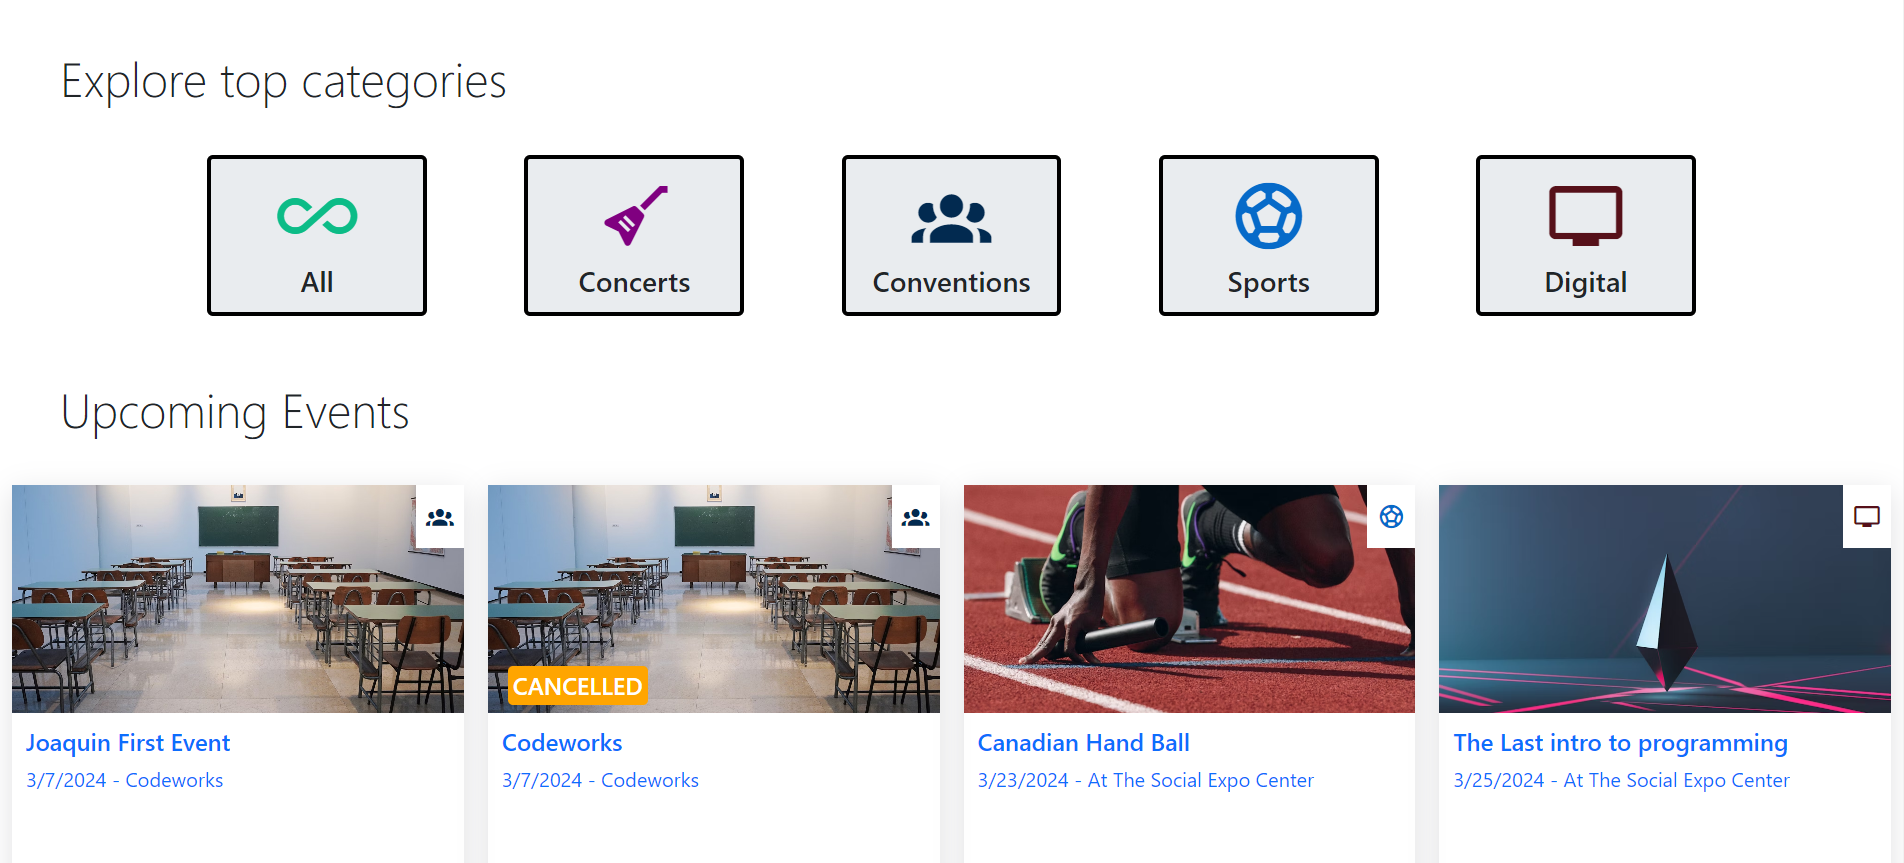 Explore top categories
All
Concerts
Conventions
Sports
Digital
Upcoming Events
CANCELLED
Joaquin First Event
3/7/2024 - Codeworks
Codeworks
3/7/2024 - Codeworks
Canadian Hand Ball
3/23/2024 - At The Social Expo Center
The Last intro to programming
3/25/2024 - At The Social Expo Center